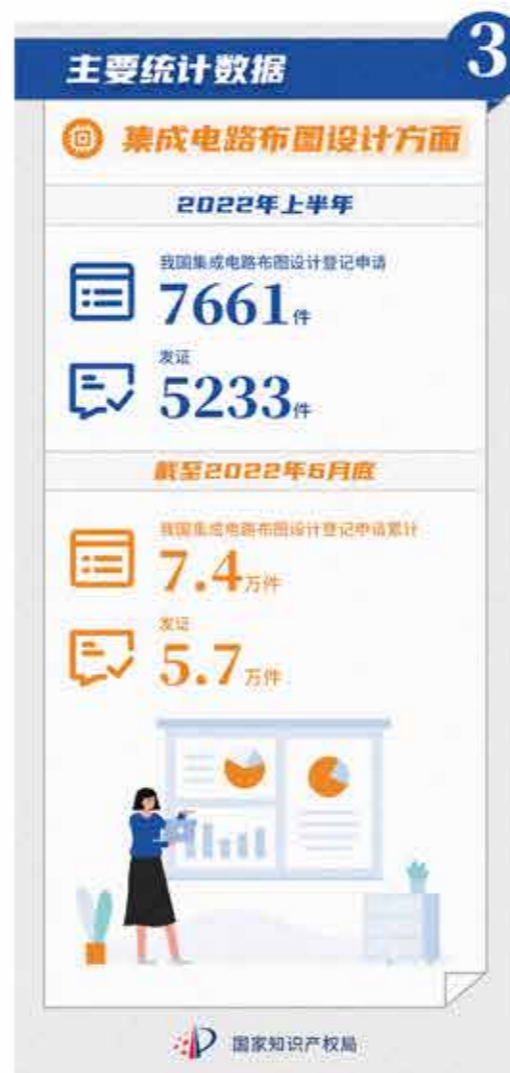 3
主要统计数据
集成电路布图设计方面
2022年上半年
我国集成电路布图设计登记申请
7661件
发证
5233件
截至2022年6月底
我国集成电路布图设计登记申请累计
7.4万件
发证
5.7万件
国家知识产权局